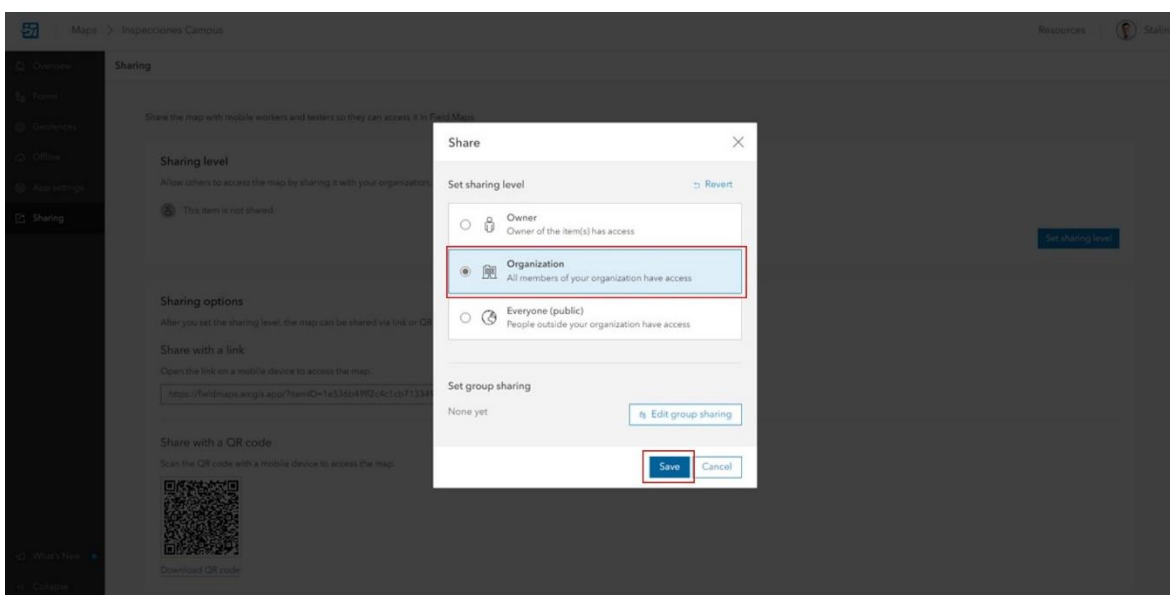 Maps > Inspecciones Campus
Resources
Overview
Sharing
Forms
Geofences
Share the map with mobile workers and testers so they can access it in Field Maps.
Offline
App settings
Sharing
Sharing level
Allow others to access the map by sharing it with your organization,
This item is not shared.
Set sharing level
Sharing options
After you set the sharing level, the map can be shared via link or QR
Share with a link
Open the link on a mobile device to access the map.
Share with a QR code
Scan the QR code with a mobile device to access the map.
Download QR code
What's New
Collapse
Share
Set sharing level
Revert
Owner
Owner of the item(s) has access
Organization
All members of your organization have access
Everyone (public)
People outside your organization have access
Set group sharing
None yet
Edit group sharing
Save
Cancel